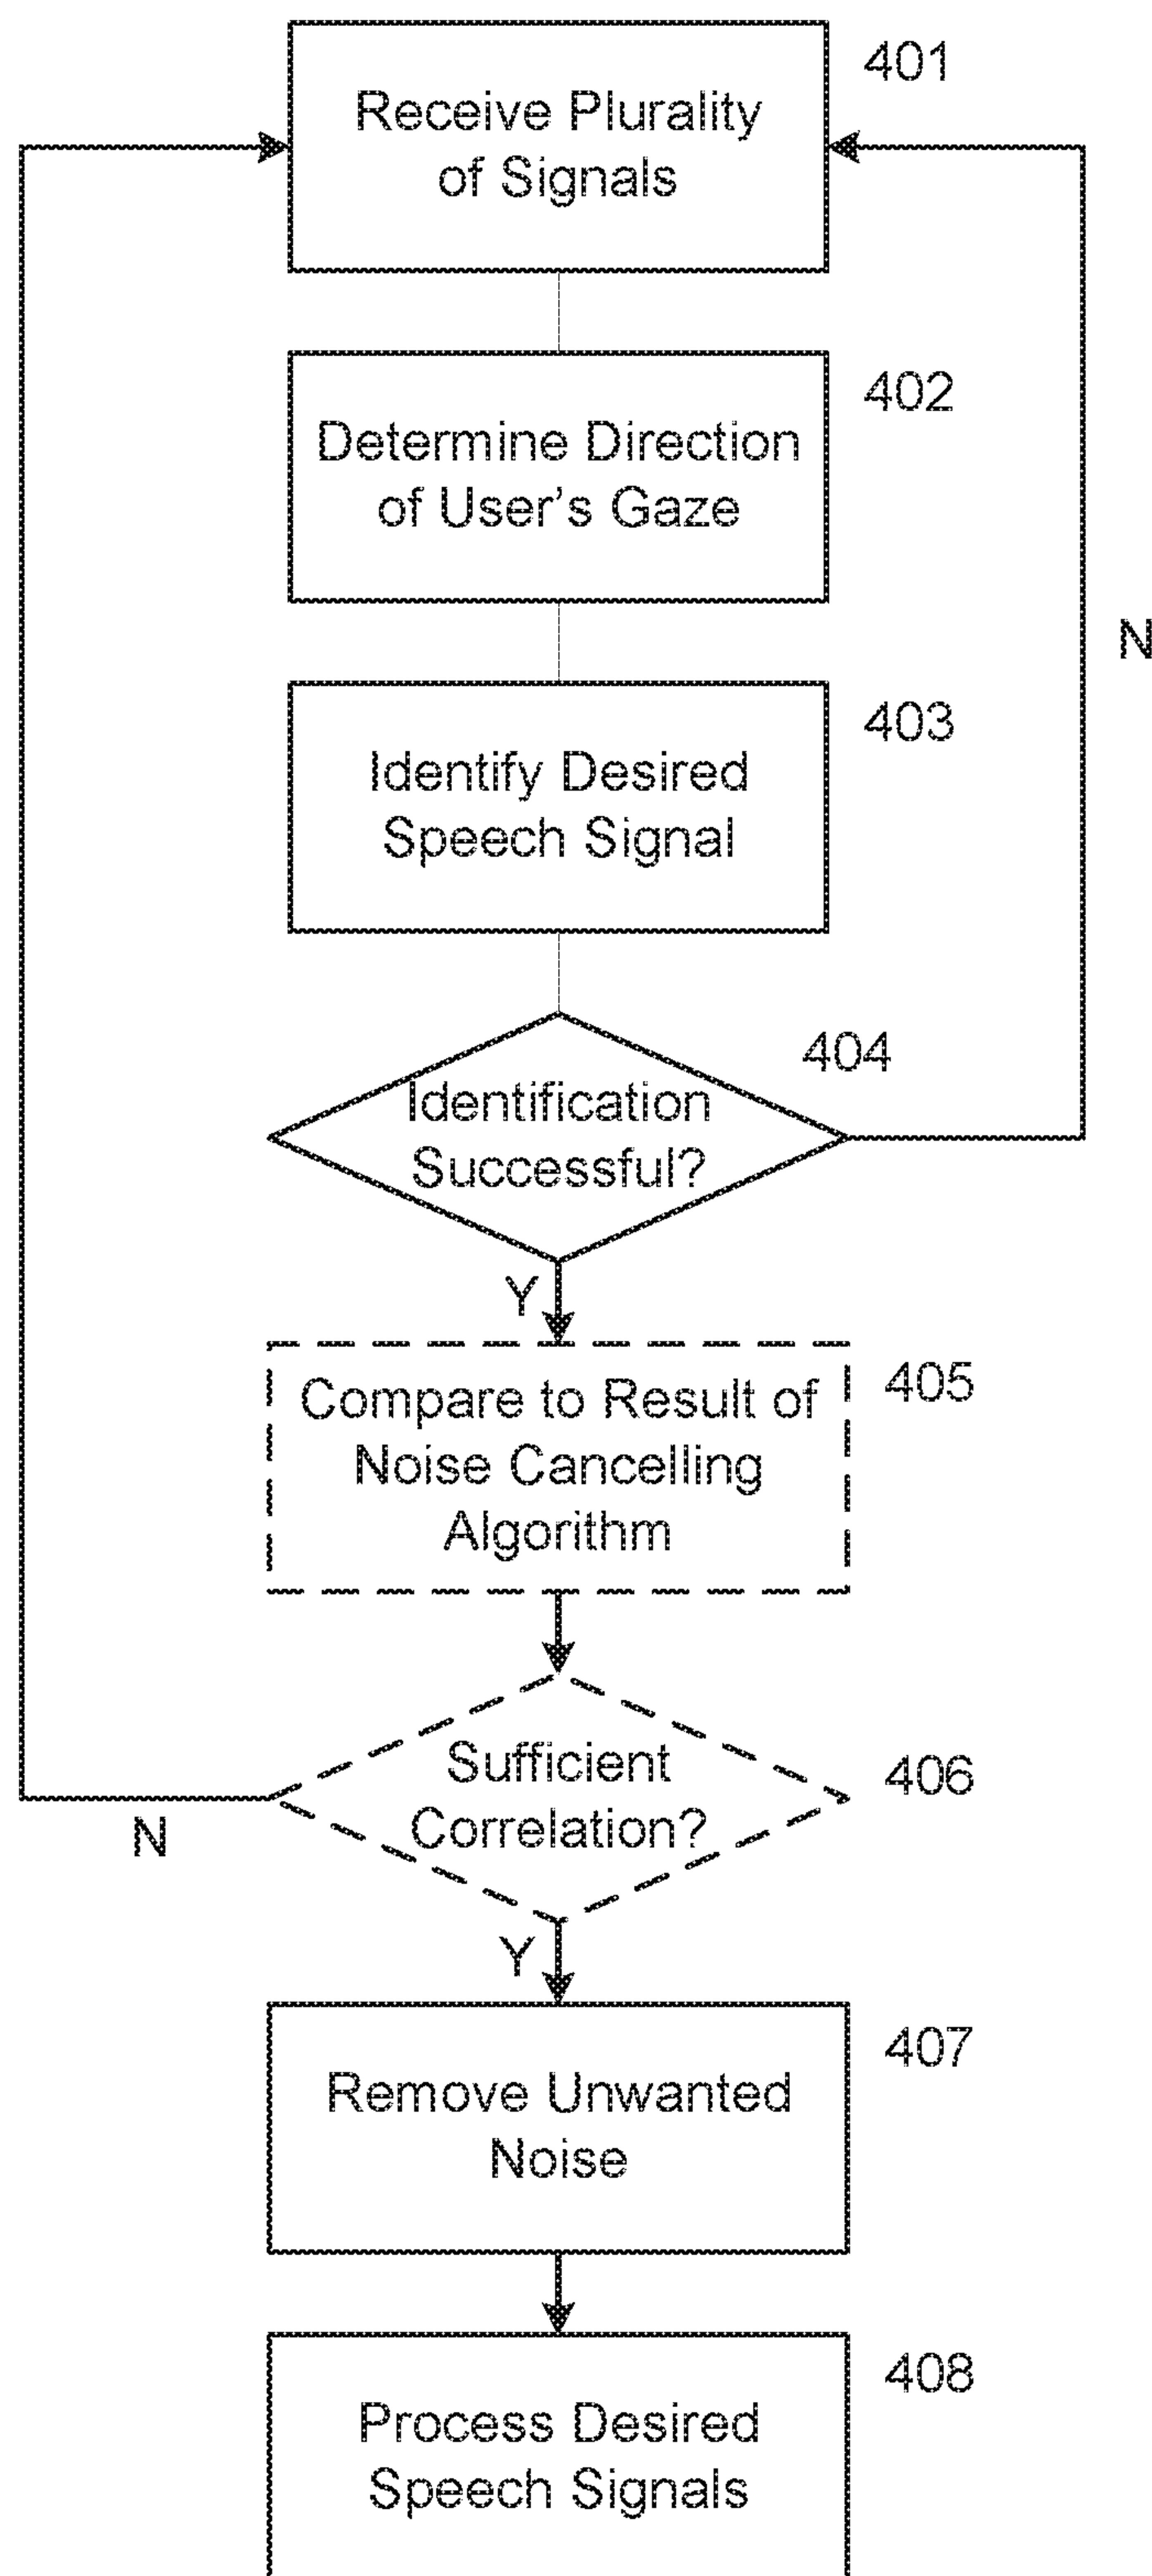 401
Receive Plurality
of Signals
402
Determine Direction
of User's Gaze
N
403
Identify Desired
Speech Signal
404
Identification
Successful?
Y
405
Compare to Result of
Noise Cancelling
Algorithm
406
Sufficient
Correlation?
N
Y
407
Remove Unwanted
Noise
408
Process Desired
Speech Signals